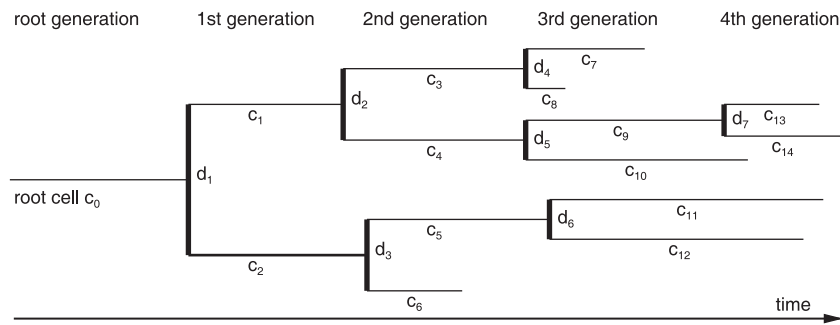 root generation 1st generation 2nd generation 3rd generation 4th generation
c7
d4
c3
c8
d2
c1
d7 c13
c9
d5
c4
c14
c10
d1
root cell c0
c11
d6
c5
d3
c12
c2
c6
time